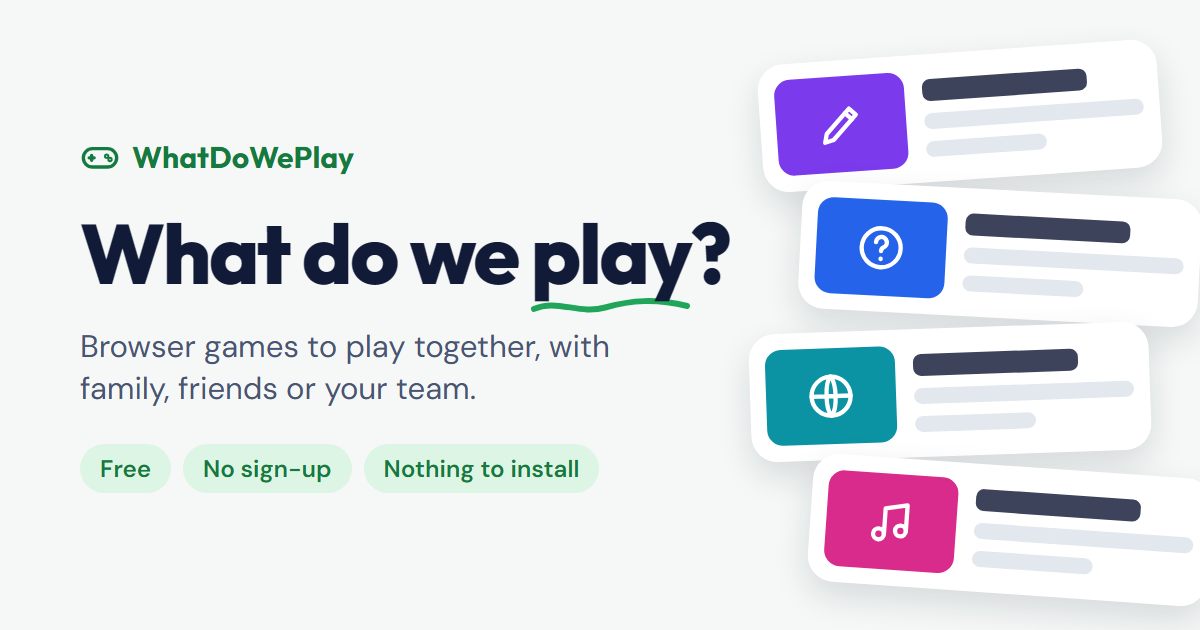 WhatDoWePlay
What do we play?
Browser games to play together, with
family, friends or your team.
Free
No sign-up
Nothing to install